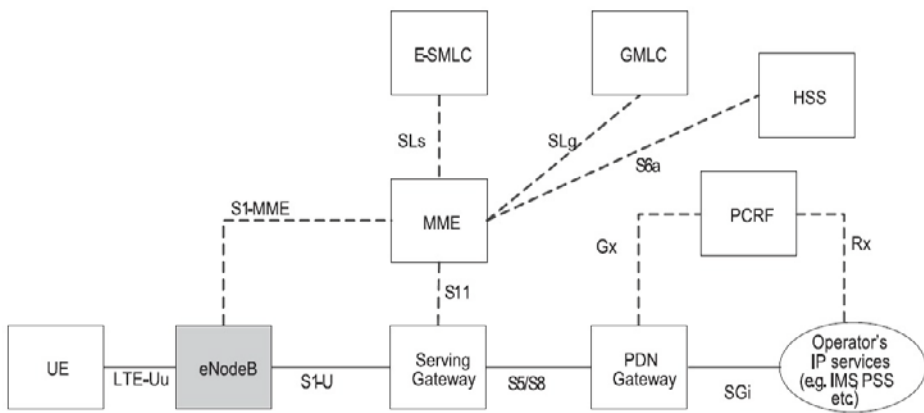 E-SMLC
GMLC
HSS
SLs
SLg
S6a
S1-MME
MME
PCRF
Gx
Rx
S11
UE
eNodeB
Serving
Gateway
PDN
Gateway
Operator's
IP services
(e.g. IMS PSS
etc.)
LTE-Uu
S1-U
S5/S8
SGi